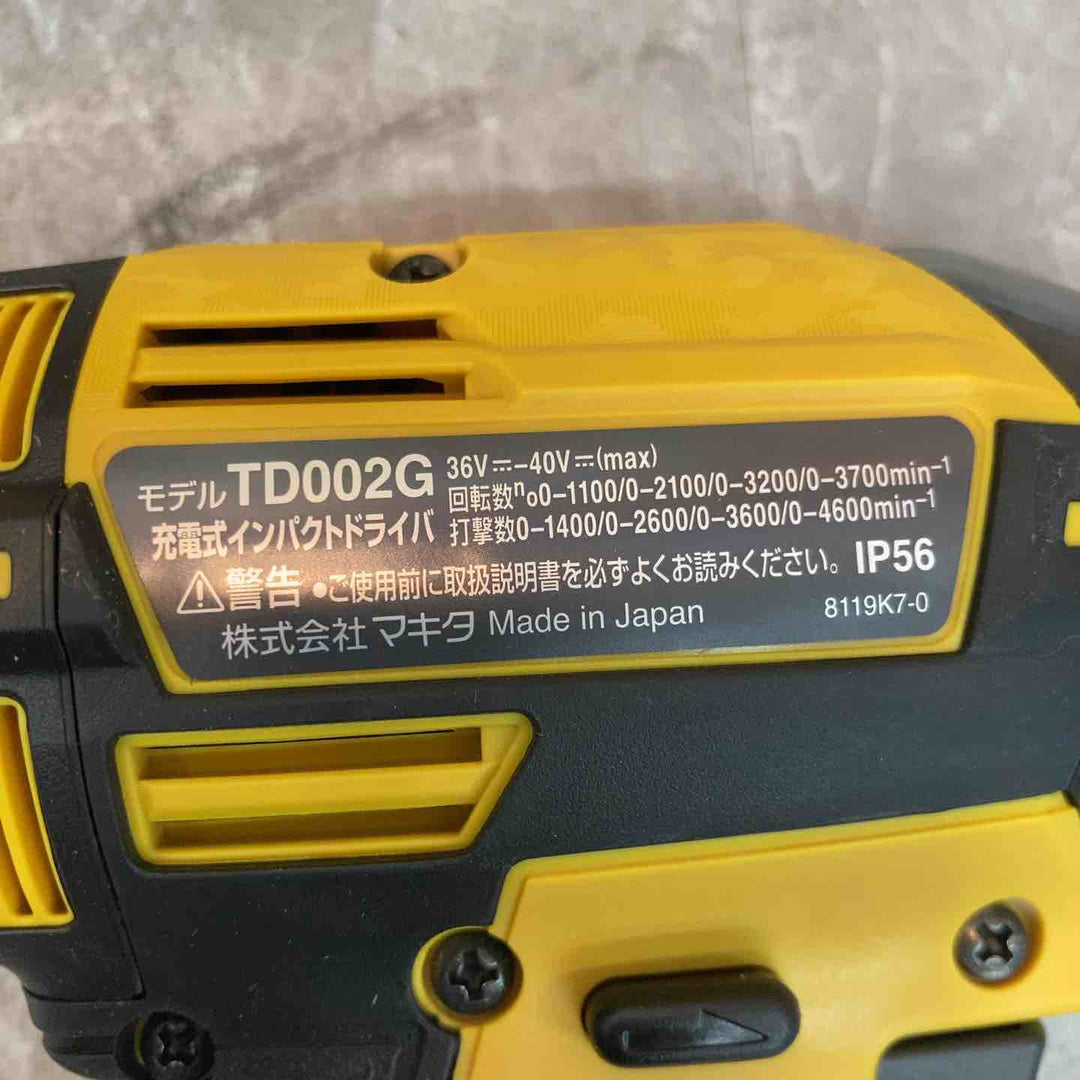 モデル TD002G 36V⎓-40V⎓(max)
回転数n₀0-1100/0-2100/0-3200/0-3700min⁻¹
充電式インパクトドライバ 打撃数0-1400/0-2600/0-3600/0-4600min⁻¹
⚠警告 •ご使用前に取扱説明書を必ずよくお読みください。 IP56
株式会社 マキタ Made in Japan 8119K7-0